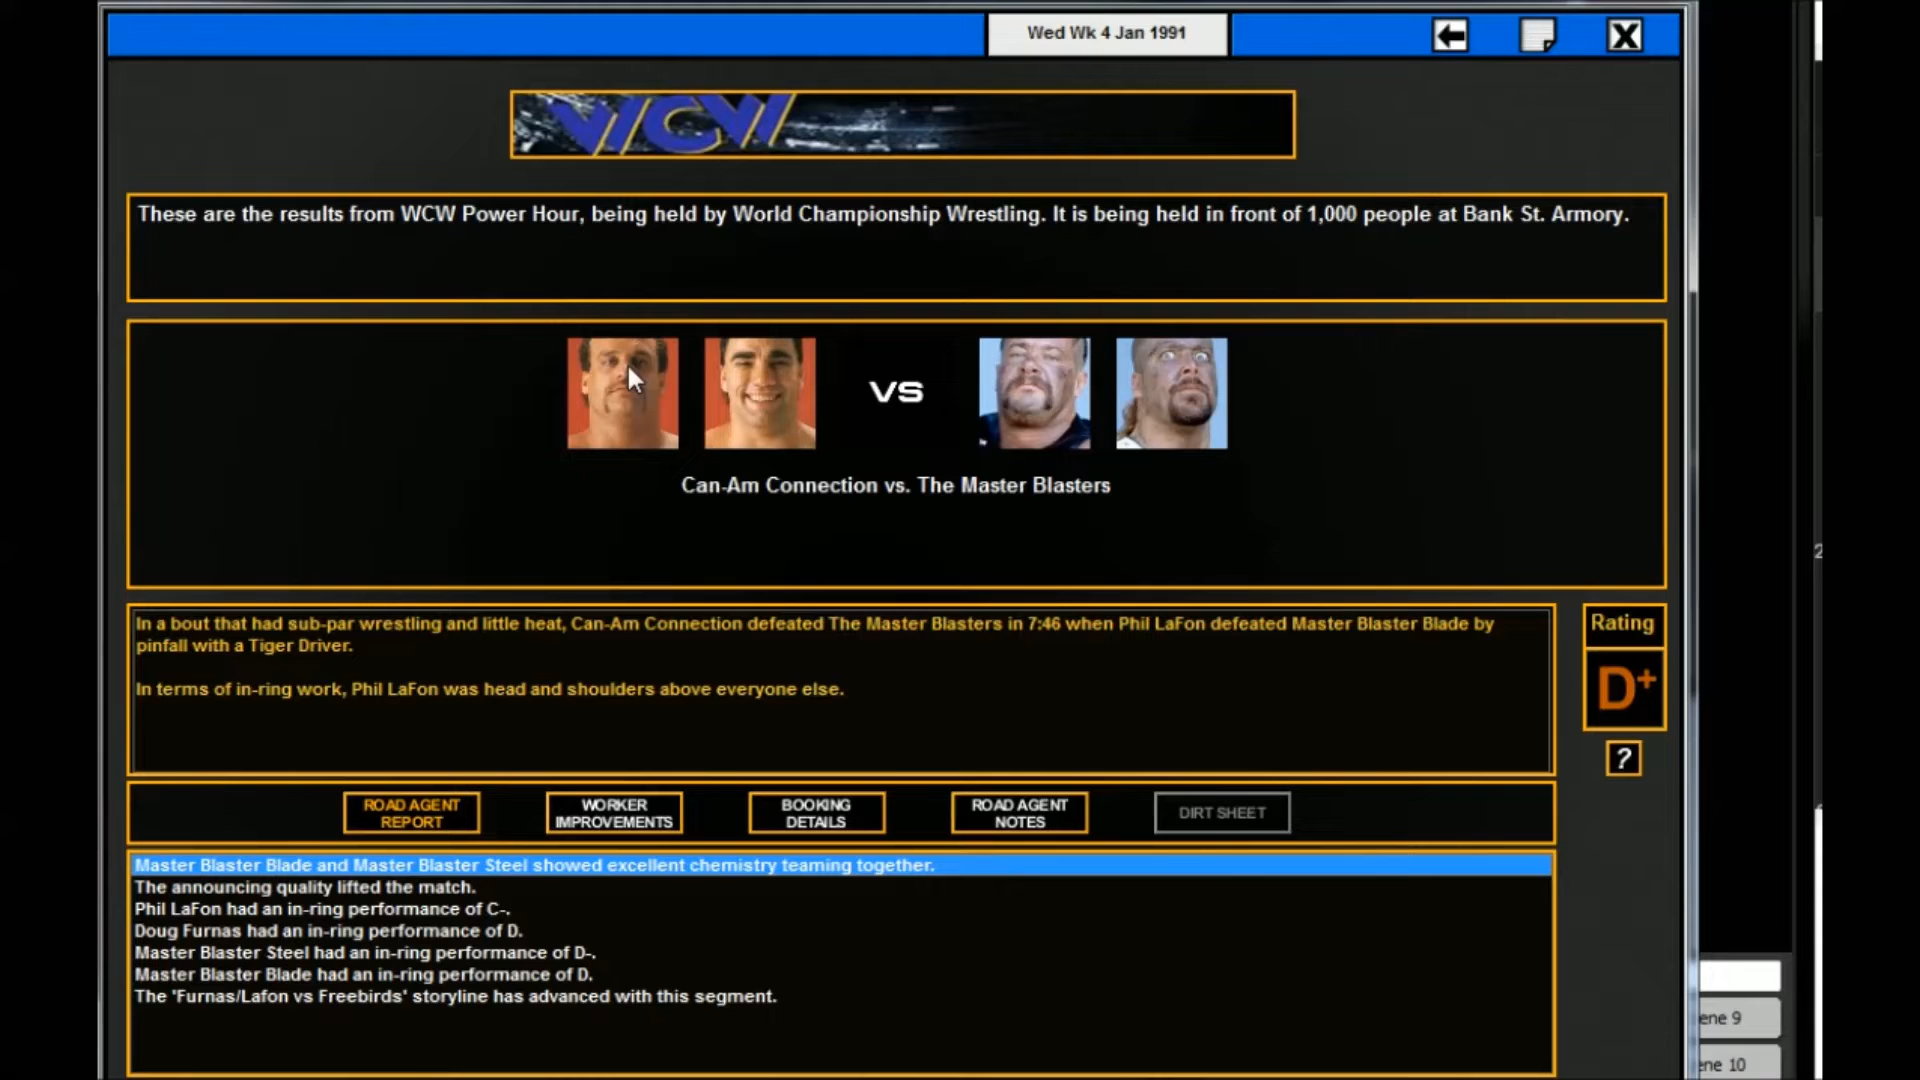 Wed Wk 4 Jan 1991
WCW
These are the results from WCW Power Hour, being held by World Championship Wrestling. It is being held in front of 1,000 people at Bank St. Armory.
VS
Can-Am Connection vs. The Master Blasters
In a bout that had sub-par wrestling and little heat, Can-Am Connection defeated The Master Blasters in 7:46 when Phil LaFon defeated Master Blaster Blade by
pinfall with a Tiger Driver.
In terms of in-ring work, Phil LaFon was head and shoulders above everyone else.
Rating
D+
?
ROAD AGENT
REPORT
WORKER
IMPROVEMENTS
BOOKING
DETAILS
ROAD AGENT
NOTES
DIRT SHEET
Master Blaster Blade and Master Blaster Steel showed excellent chemistry teaming together.
The announcing quality lifted the match.
Phil LaFon had an in-ring performance of C-.
Doug Furnas had an in-ring performance of D.
Master Blaster Steel had an in-ring performance of D-.
Master Blaster Blade had an in-ring performance of D.
The 'Furnas/Lafon vs Freebirds' storyline has advanced with this segment.
ene 9
ene 10